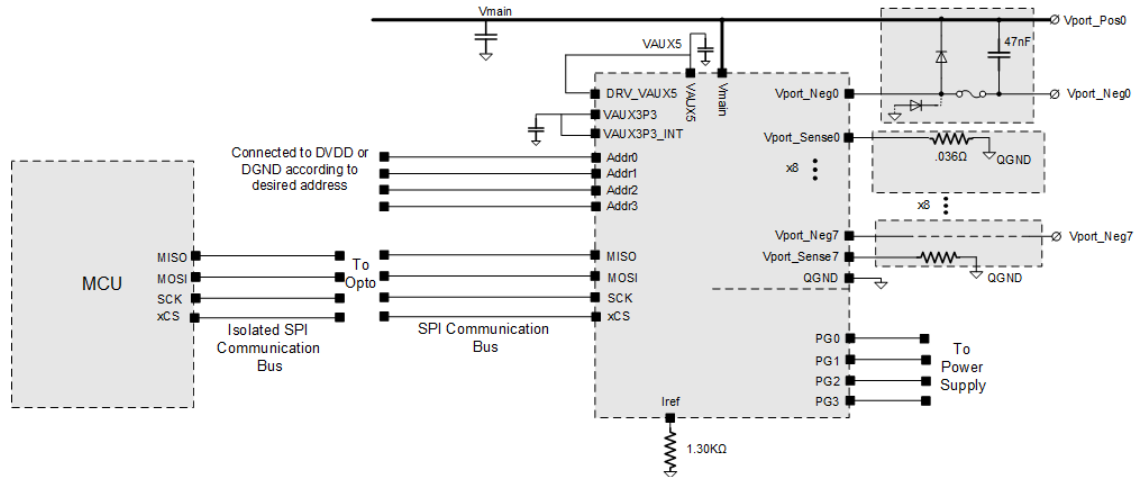 Vmain
Vport_Pos0
VAUX5
47nF
DRV_VAUX5
VAUX5
Vmain
Vport_Neg0
Vport_Neg0
VAUX3P3
VAUX3P3_INT
Vport_Sense0
.036Ω
QGND
Connected to DVDD or
DGND according to
desired address
Addr0
Addr1
Addr2
Addr3
x8
x8
Vport_Neg7
Vport_Neg7
Vport_Sense7
QGND
QGND
MCU
MISO
MOSI
SCK
xCS
To
Opto
MISO
MOSI
SCK
xCS
Isolated SPI
Communication
Bus
SPI Communication
Bus
PG0
PG1
PG2
PG3
To
Power
Supply
Iref
1.30KΩ